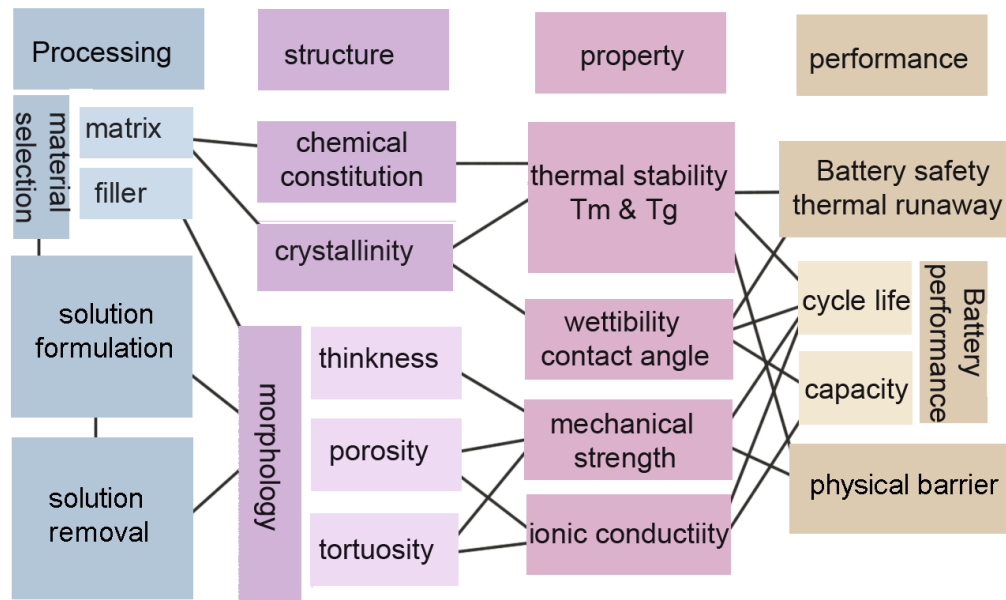 Processing
structure
property
performance
material
selection
matrix
filler
solution
formulation
solution
removal
chemical
constitution
crystallinity
morphology
thinkness
porosity
tortuosity
thermal stability
Tm & Tg
wettibility
contact angle
mechanical
strength
ionic conductiity
Battery safety
thermal runaway
cycle life
capacity
Battery
performance
physical barrier